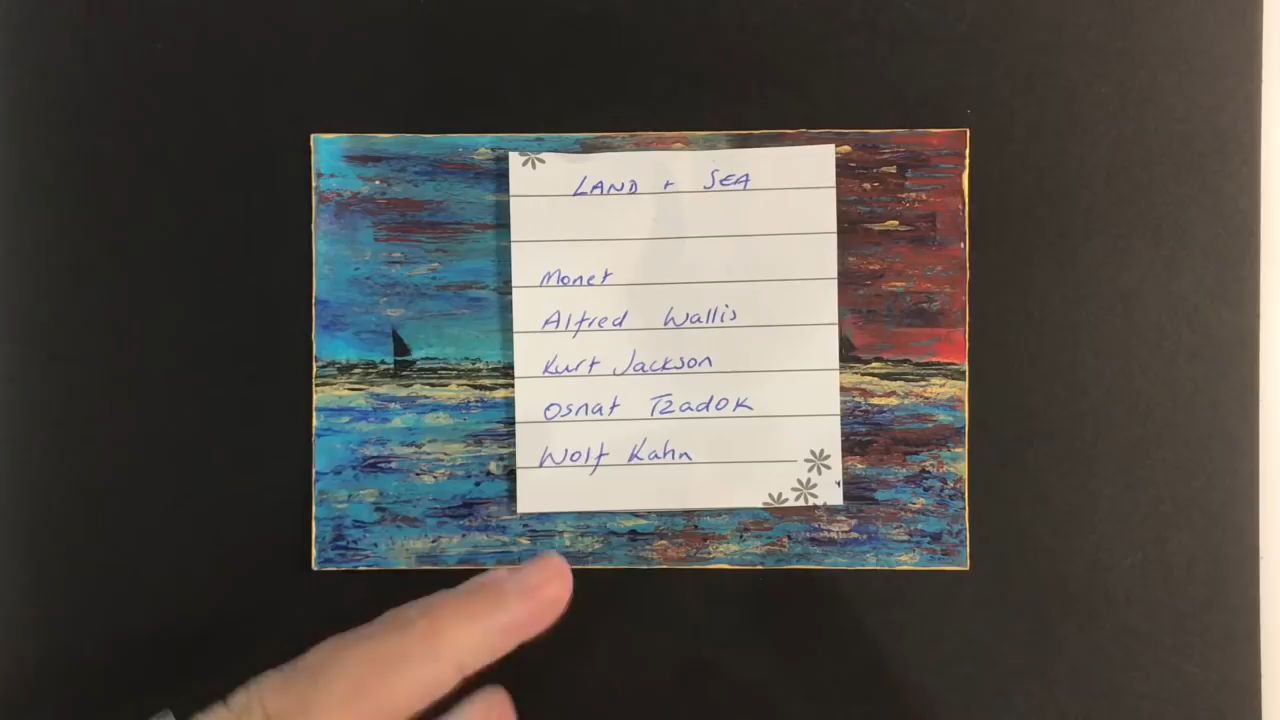 LAND + SEA
Monet
Alfred Wallis
Kurt Jackson
Osnat Tzadok
Wolf Kahn